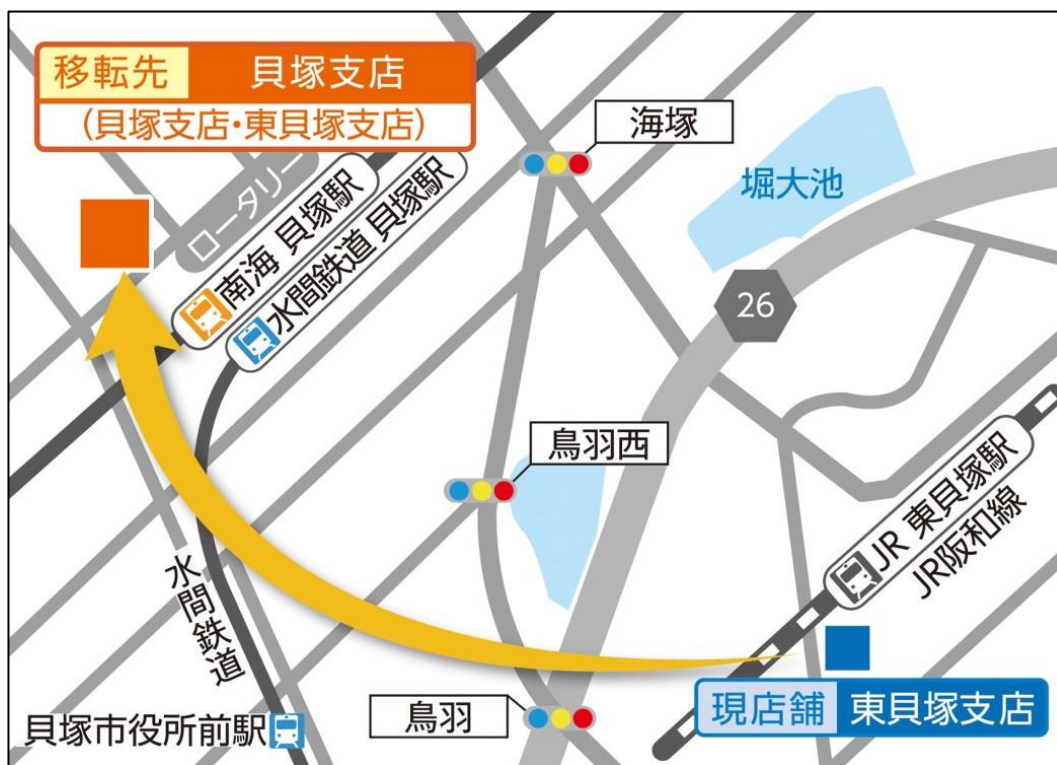 移転先 貝塚支店
(貝塚支店・東貝塚支店)
海塚
堀大池
ロータリー
南海 貝塚駅
水間鉄道 貝塚駅
26
鳥羽西
JR 東貝塚駅
JR阪和線
水間鉄道
現店舗 東貝塚支店
鳥羽
貝塚市役所前駅